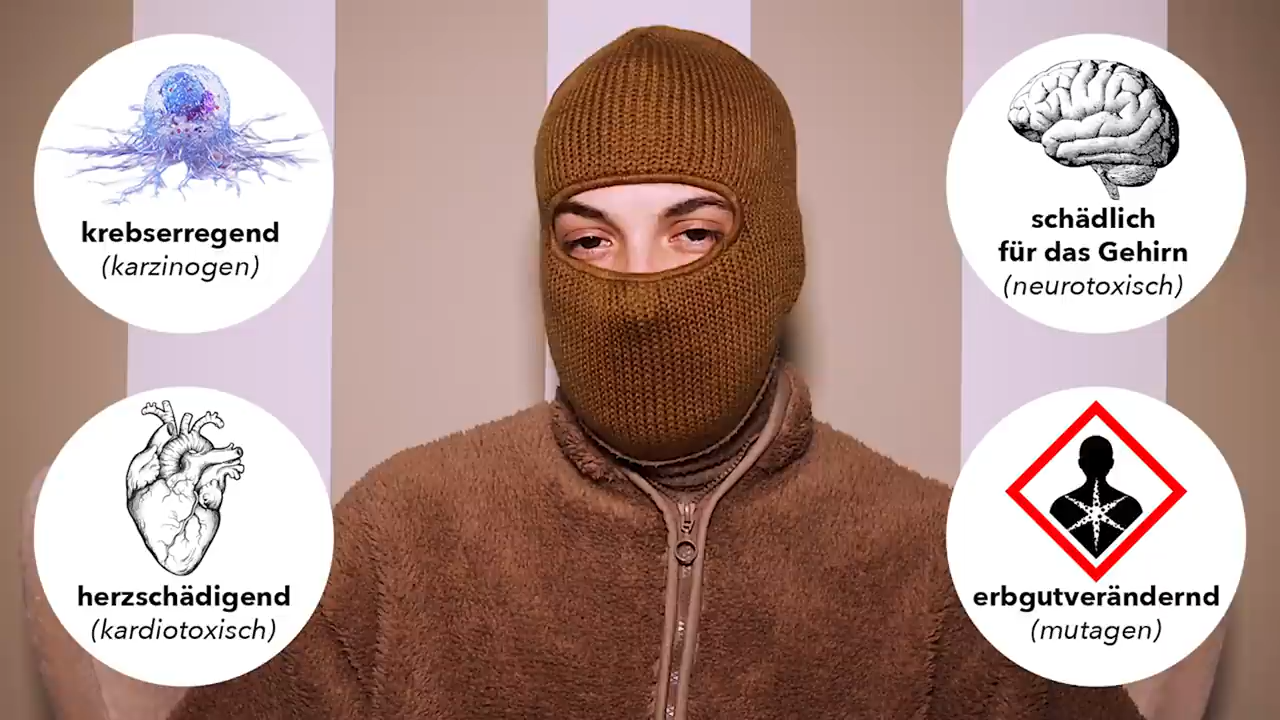 krebserregend
(karzinogen)
schädlich
für das Gehirn
(neurotoxisch)
herzschädigend
(kardiotoxisch)
erbgutverändernd
(mutagen)